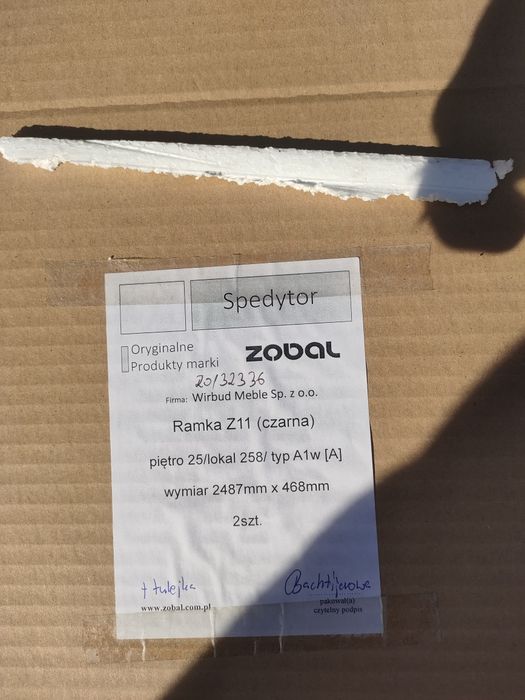 Spedytor
Oryginalne
Produkty marki
ZOBAL
20/32336
Firma: Wirbud Meble Sp. z o.o.
Ramka Z11 (czarna)
piętro 25/lokal 258/ typ A1w [A]
wymiar 2487mm x 468mm
2szt.
+ tulejka
www.zobal.com.pl
pakował(a)
czytelny podpis